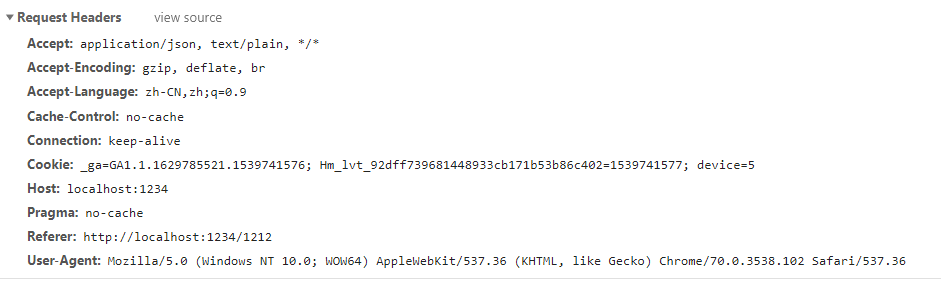 Request Headers view source
Accept: application/json, text/plain, */*
Accept-Encoding: gzip, deflate, br
Accept-Language: zh-CN,zh;q=0.9
Cache-Control: no-cache
Connection: keep-alive
Cookie: _ga=GA1.1.1629785521.1539741576; Hm_lvt_92dff739681448933cb171b53b86c402=1539741577; device=5
Host: localhost:1234
Pragma: no-cache
Referer: http://localhost:1234/1212
User-Agent: Mozilla/5.0 (Windows NT 10.0; WOW64) AppleWebKit/537.36 (KHTML, like Gecko) Chrome/70.0.3538.102 Safari/537.36